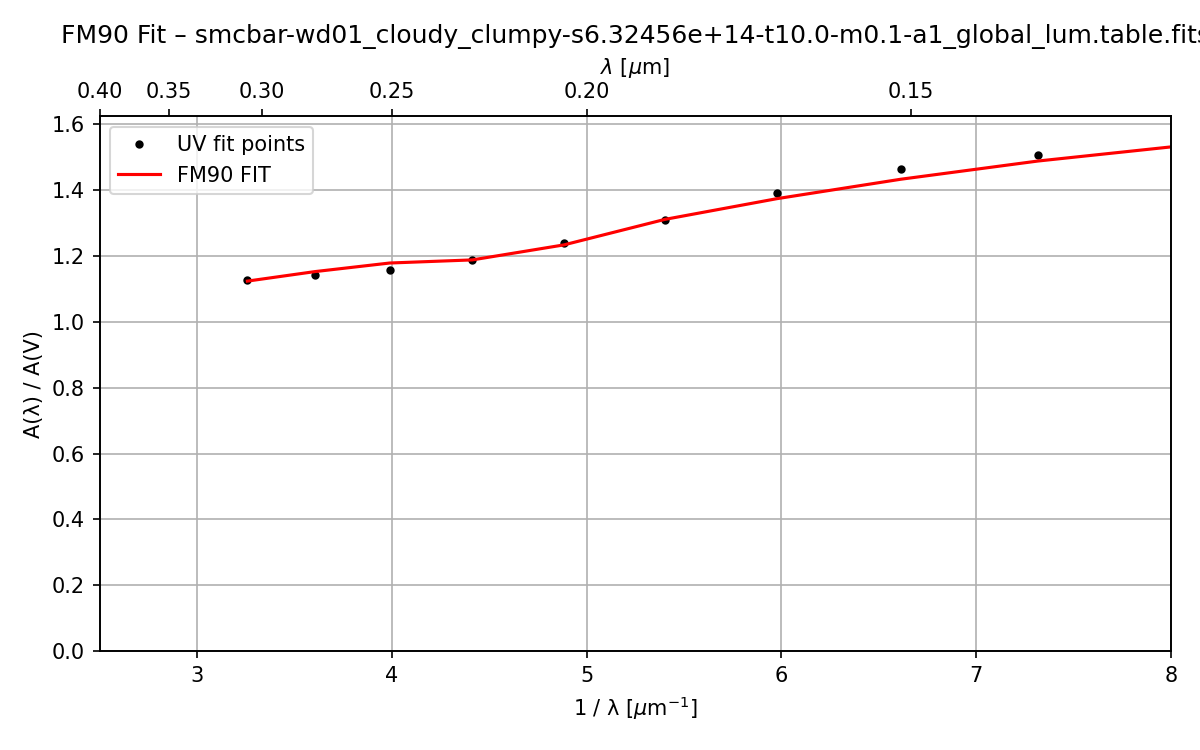 FM90 Fit – smcbar-wd01_cloudy_clumpy-s6.32456e+14-t10.0-m0.1-a1_global_lum.table.fits
λ [μm]
0.40 0.35 0.30 0.25 0.20 0.15
UV fit points
FM90 FIT
1.6
1.4
1.2
1.0
0.8
0.6
0.4
0.2
0.0
A(λ) / A(V)
3 4 5 6 7 8
1 / λ [μm⁻¹]